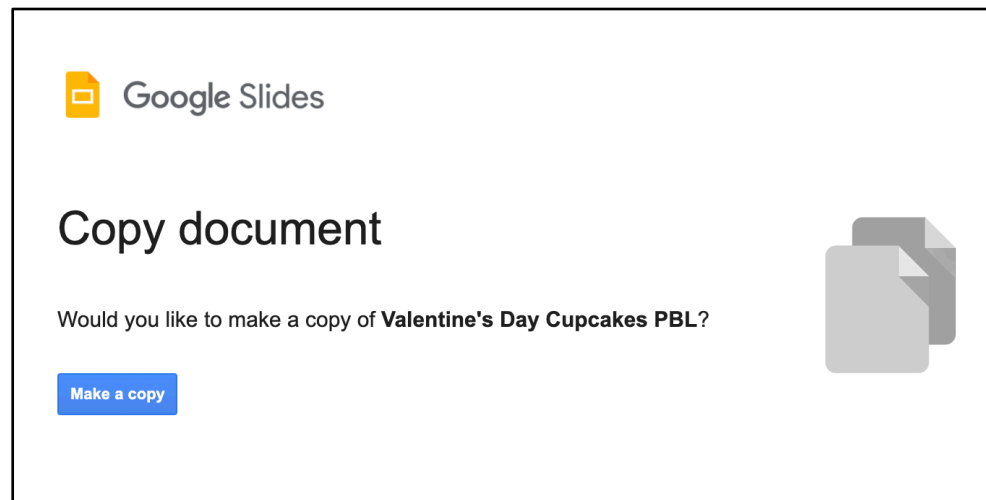 Google Slides
Copy document
Would you like to make a copy of Valentine's Day Cupcakes PBL?
Make a copy